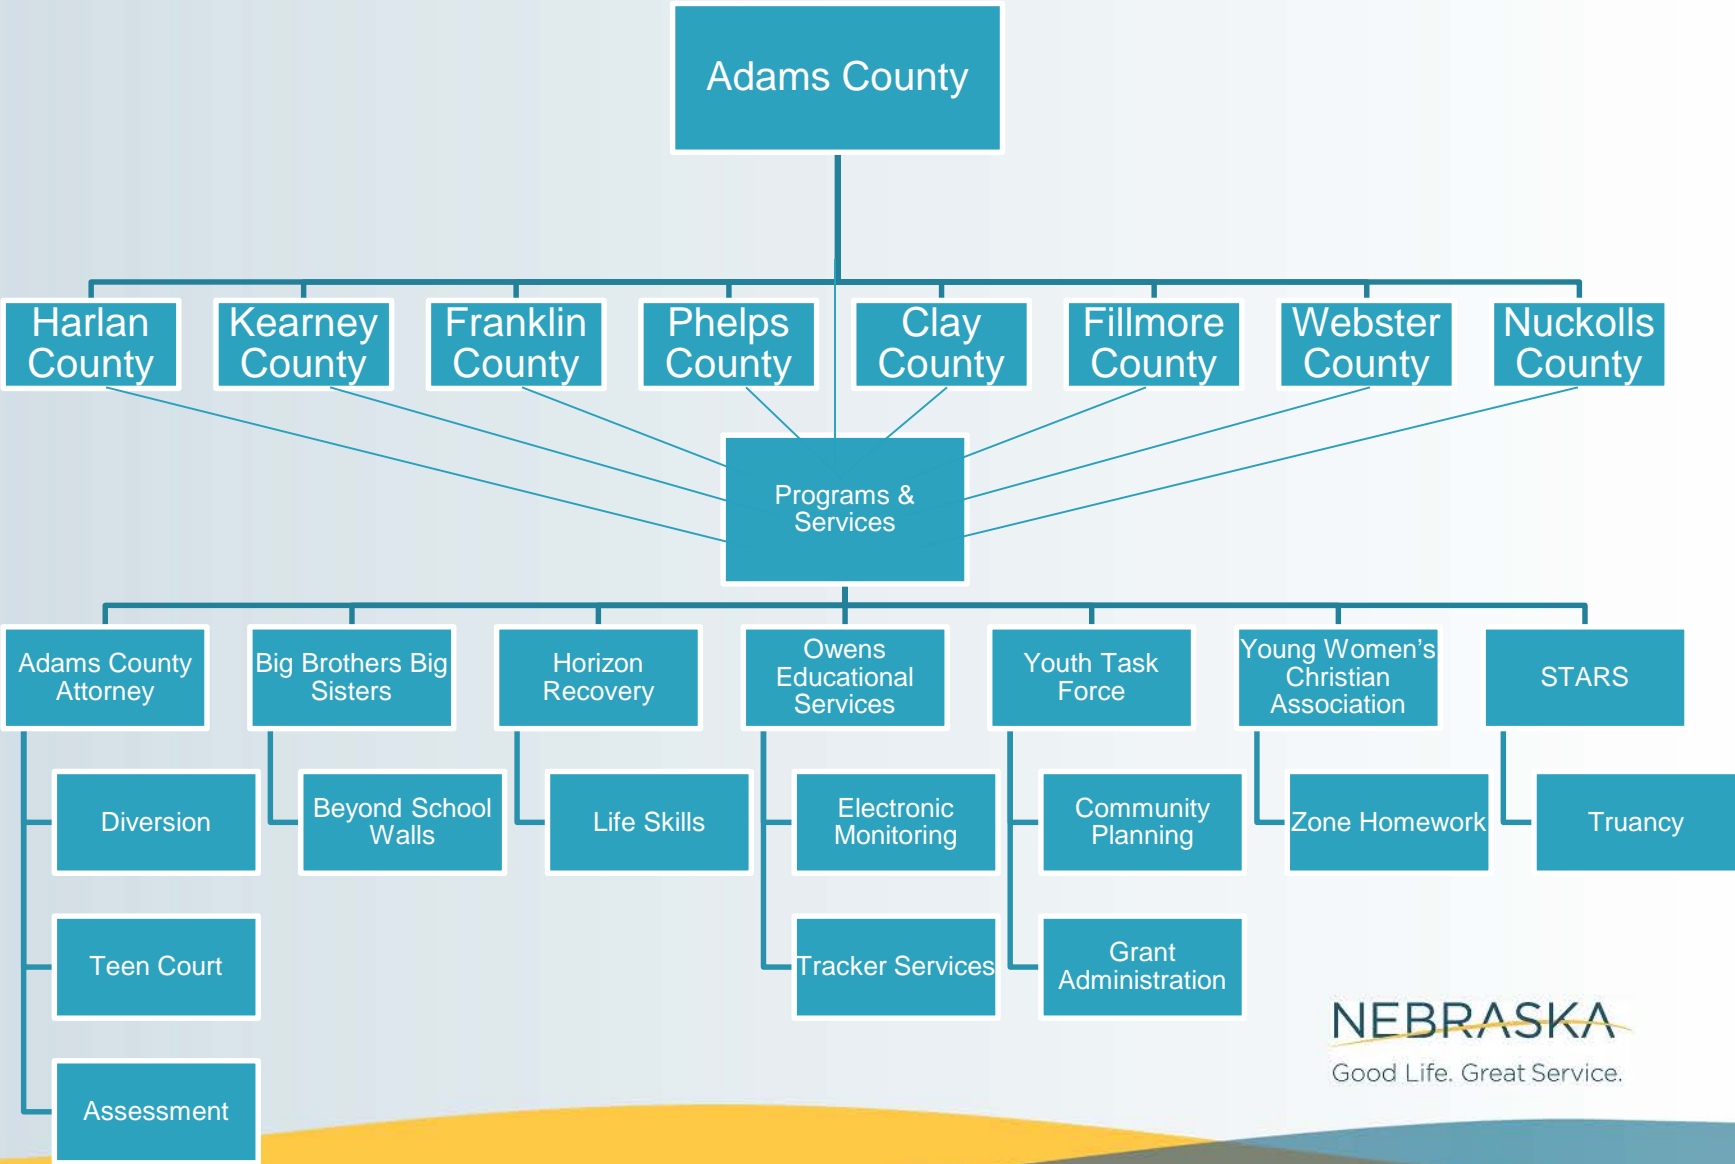 Adams County
Harlan
County
Kearney
County
Franklin
County
Phelps
County
Clay
County
Fillmore
County
Webster
County
Nuckolls
County
Programs &
Services
Adams County
Attorney
Big Brothers Big
Sisters
Horizon
Recovery
Owens
Educational
Services
Youth Task
Force
Young Women’s
Christian
Association
STARS
Diversion
Beyond School
Walls
Life Skills
Electronic
Monitoring
Community
Planning
Zone Homework
Truancy
Teen Court
Tracker Services
Grant
Administration
Assessment
NEBRASKA
Good Life. Great Service.